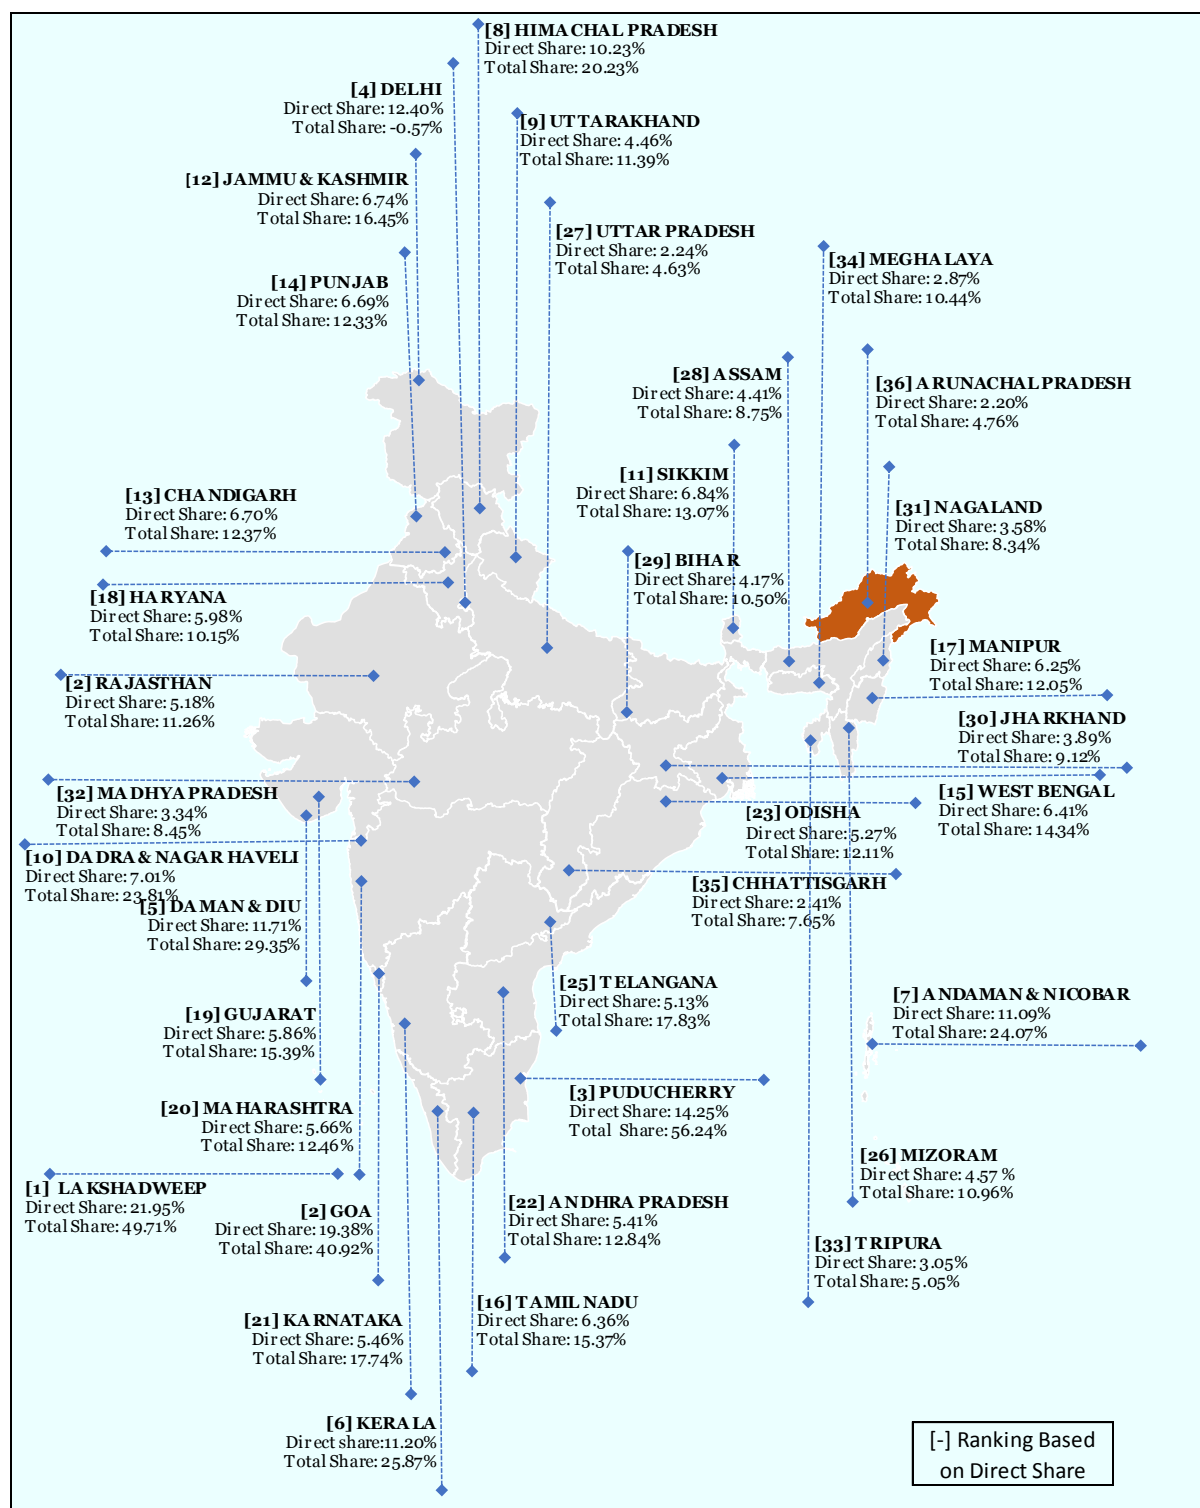 [8] HIMACHAL PRADESH
Direct Share: 10.23%
Total Share: 20.23%
[4] DELHI
Direct Share: 12.40%
Total Share: -0.57%
[9] UTTARAKHAND
Direct Share: 4.46%
Total Share: 11.39%
[12] JAMMU & KASHMIR
Direct Share: 6.74%
Total Share: 16.45%
[27] UTTAR PRADESH
Direct Share: 2.24%
Total Share: 4.63%
[34] MEGHALAYA
Direct Share: 2.87%
Total Share: 10.44%
[14] PUNJAB
Direct Share: 6.69%
Total Share: 12.33%
[28] ASSAM
Direct Share: 4.41%
Total Share: 8.75%
[36] ARUNACHAL PRADESH
Direct Share: 2.20%
Total Share: 4.76%
[11] SIKKIM
Direct Share: 6.84%
Total Share: 13.07%
[13] CHANDIGARH
Direct Share: 6.70%
Total Share: 12.37%
[31] NAGALAND
Direct Share: 3.58%
Total Share: 8.34%
[29] BIHAR
Direct Share: 4.17%
Total Share: 10.50%
[18] HARYANA
Direct Share: 5.98%
Total Share: 10.15%
[17] MANIPUR
Direct Share: 6.25%
Total Share: 12.05%
[2] RAJASTHAN
Direct Share: 5.18%
Total Share: 11.26%
[30] JHARKHAND
Direct Share: 3.89%
Total Share: 9.12%
[32] MADHYA PRADESH
Direct Share: 3.34%
Total Share: 8.45%
[15] WEST BENGAL
Direct Share: 6.41%
Total Share: 14.34%
[23] ODISHA
Direct Share: 5.27%
Total Share: 12.11%
[10] DADRA & NAGAR HAVELI
Direct Share: 7.01%
Total Share: 23.81%
[35] CHHATTISGARH
Direct Share: 2.41%
Total Share: 7.65%
[5] DAMAN & DIU
Direct Share: 11.71%
Total Share: 29.35%
[25] TELANGANA
Direct Share: 5.13%
Total Share: 17.83%
[7] ANDAMAN & NICOBAR
Direct Share: 11.09%
Total Share: 24.07%
[19] GUJARAT
Direct Share: 5.86%
Total Share: 15.39%
[3] PUDUCHERRY
Direct Share: 14.25%
Total Share: 56.24%
[20] MAHARASHTRA
Direct Share: 5.66%
Total Share: 12.46%
[26] MIZORAM
Direct Share: 4.57 %
Total Share: 10.96%
[1] LAKSHADWEEP
Direct Share: 21.95%
Total Share: 49.71%
[2] GOA
Direct Share: 19.38%
Total Share: 40.92%
[22] ANDHRA PRADESH
Direct Share: 5.41%
Total Share: 12.84%
[33] TRIPURA
Direct Share: 3.05%
Total Share: 5.05%
[16] TAMIL NADU
Direct Share: 6.36%
Total Share: 15.37%
[21] KARNATAKA
Direct Share: 5.46%
Total Share: 17.74%
[6] KERALA
Direct share:11.20%
Total Share: 25.87%
[-] Ranking Based
on Direct Share